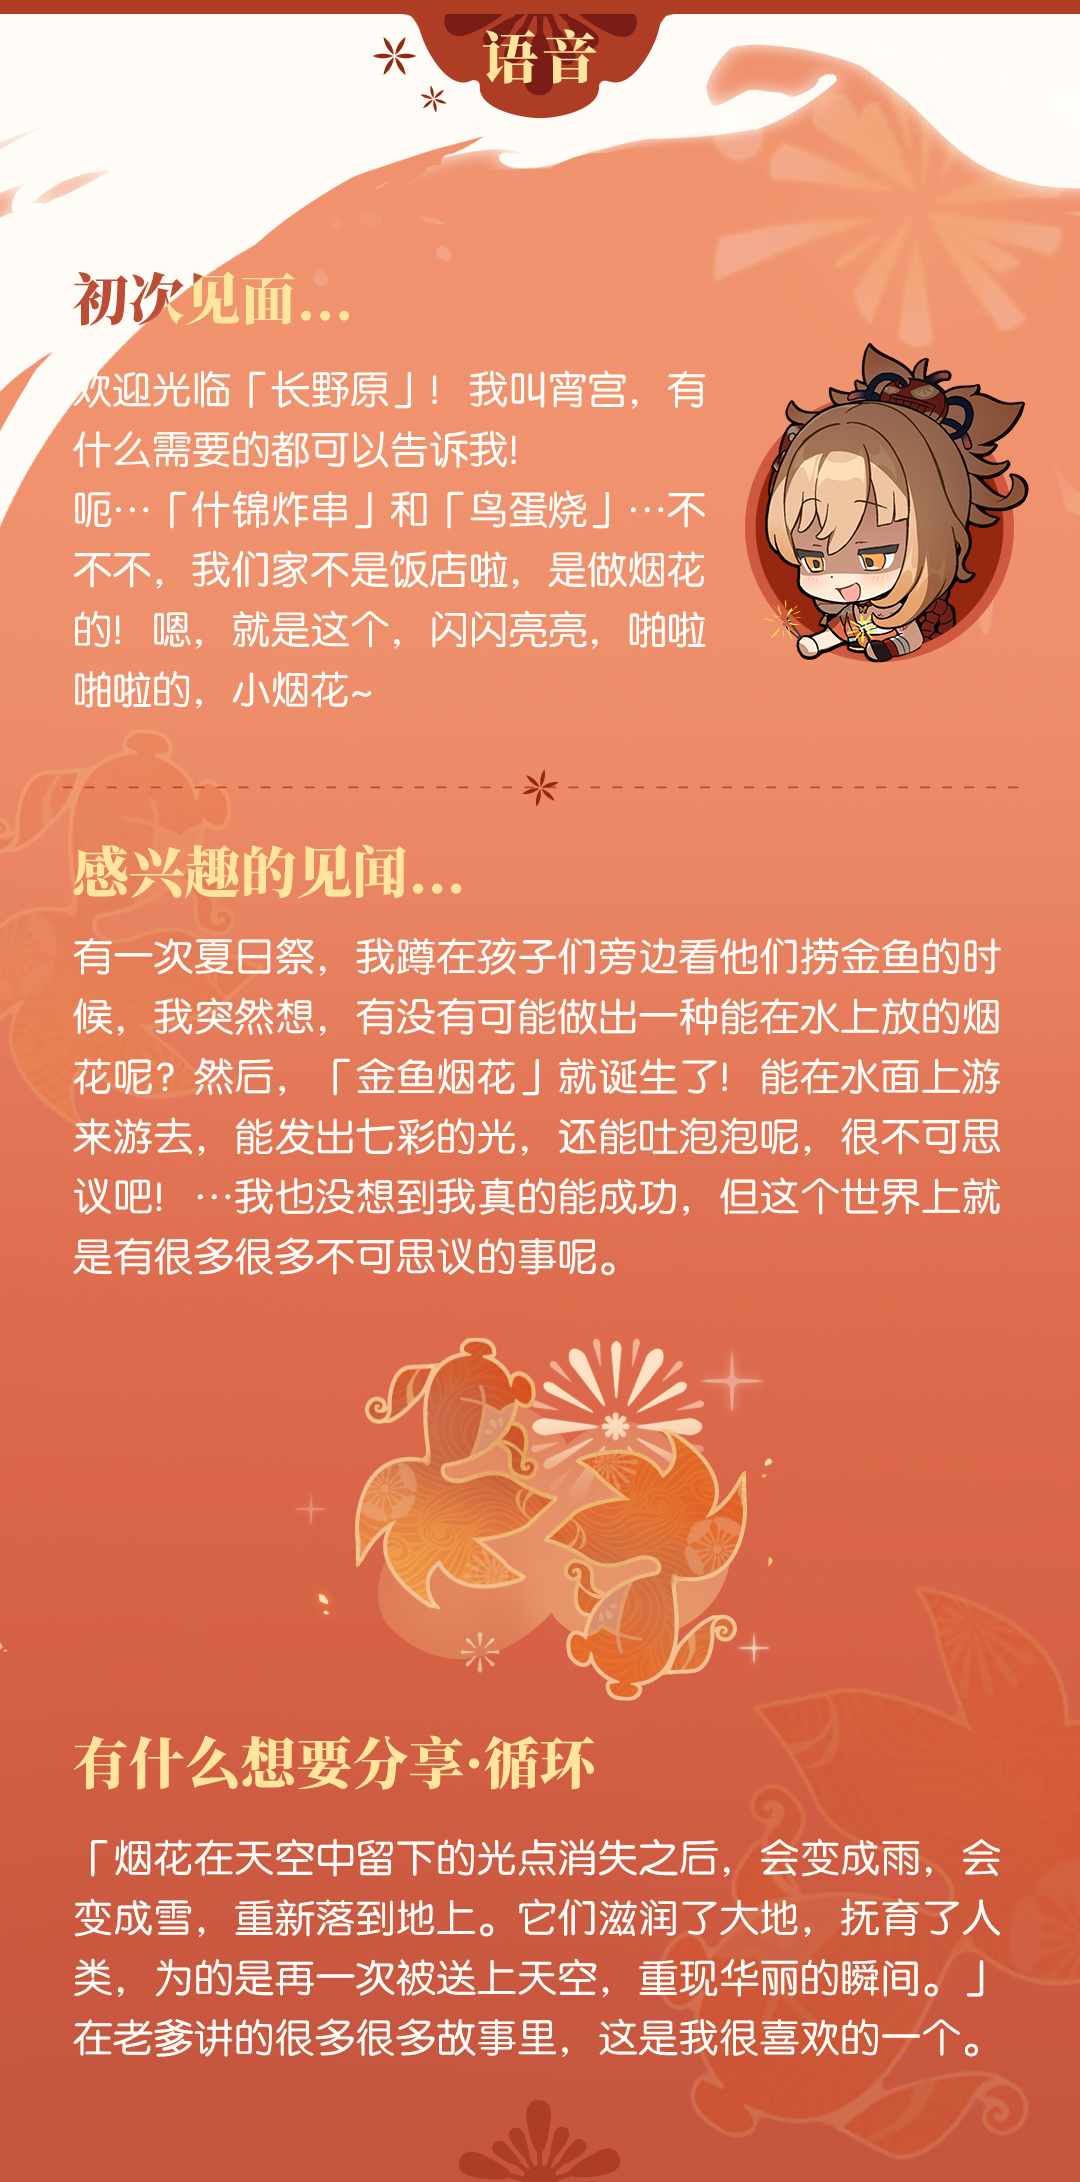 语音
初次见面...
欢迎光临「长野原」！我叫宵宫，有
什么需要的都可以告诉我！
呃…「什锦炸串」和「鸟蛋烧」…不
不不，我们家不是饭店啦，是做烟花
的！嗯，就是这个，闪闪亮亮，啪啦
啪啦的，小烟花~
感兴趣的见闻...
有一次夏日祭，我蹲在孩子们旁边看他们捞金鱼的时
候，我突然想，有没有可能做出一种能在水上放的烟
花呢？然后，「金鱼烟花」就诞生了！能在水面上游
来游去，能发出七彩的光，还能吐泡泡呢，很不可思
议吧！…我也没想到我真的能成功，但这个世界上就
是有很多很多不可思议的事呢。
有什么想要分享·循环
「烟花在天空中留下的光点消失之后，会变成雨，会
变成雪，重新落到地上。它们滋润了大地，抚育了人
类，为的是再一次被送上天空，重现华丽的瞬间。」
在老爹讲的很多很多故事里，这是我很喜欢的一个。